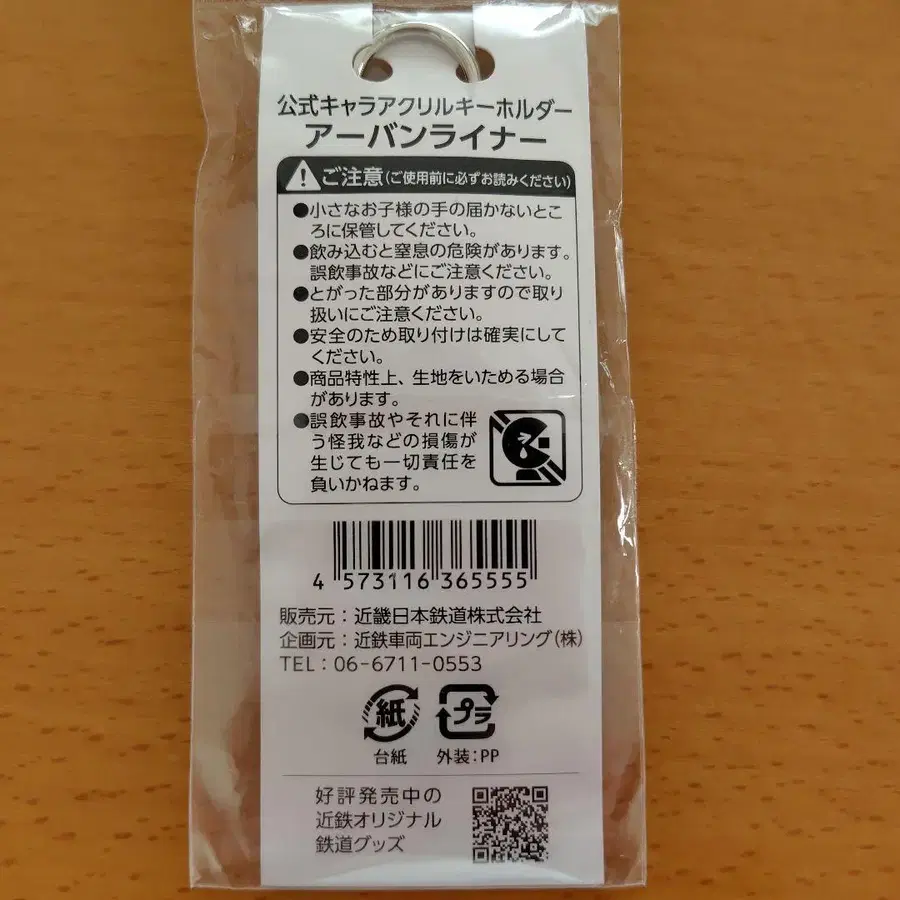 公式キャラアクリルキーホルダー
アーバンライナー
ご注意(ご使用前に必ずお読みください)
●小さなお子様の手の届かないとこ
ろに保管してください。
●飲み込むと窒息の危険があります。
誤飲事故などにご注意ください。
●とがった部分がありますので取り
扱いにご注意ください。
●安全のため取り付けは確実にして
ください。
●商品特性上、生地をいためる場合
があります。
●誤飲事故やそれに伴
う怪我などの損傷が
生じても一切責任を
負いかねます。
4 573116 365555
販売元:近畿日本鉄道株式会社
企画元:近鉄車両エンジニアリング(株)
TEL:06-6711-0553
紙 プラ
台紙 外装:PP
好評発売中の
近鉄オリジナル
鉄道グッズ